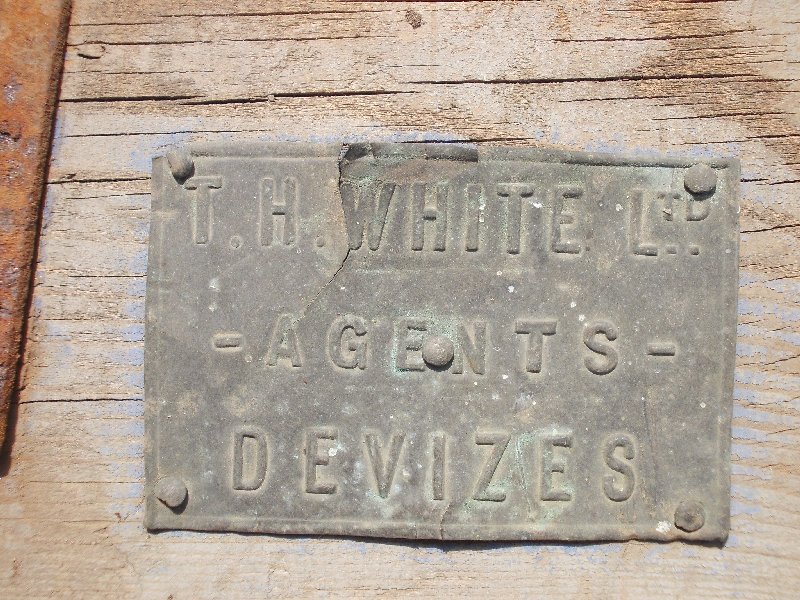 T.H. WHITE LTD.
- AGENTS -
DEVIZES